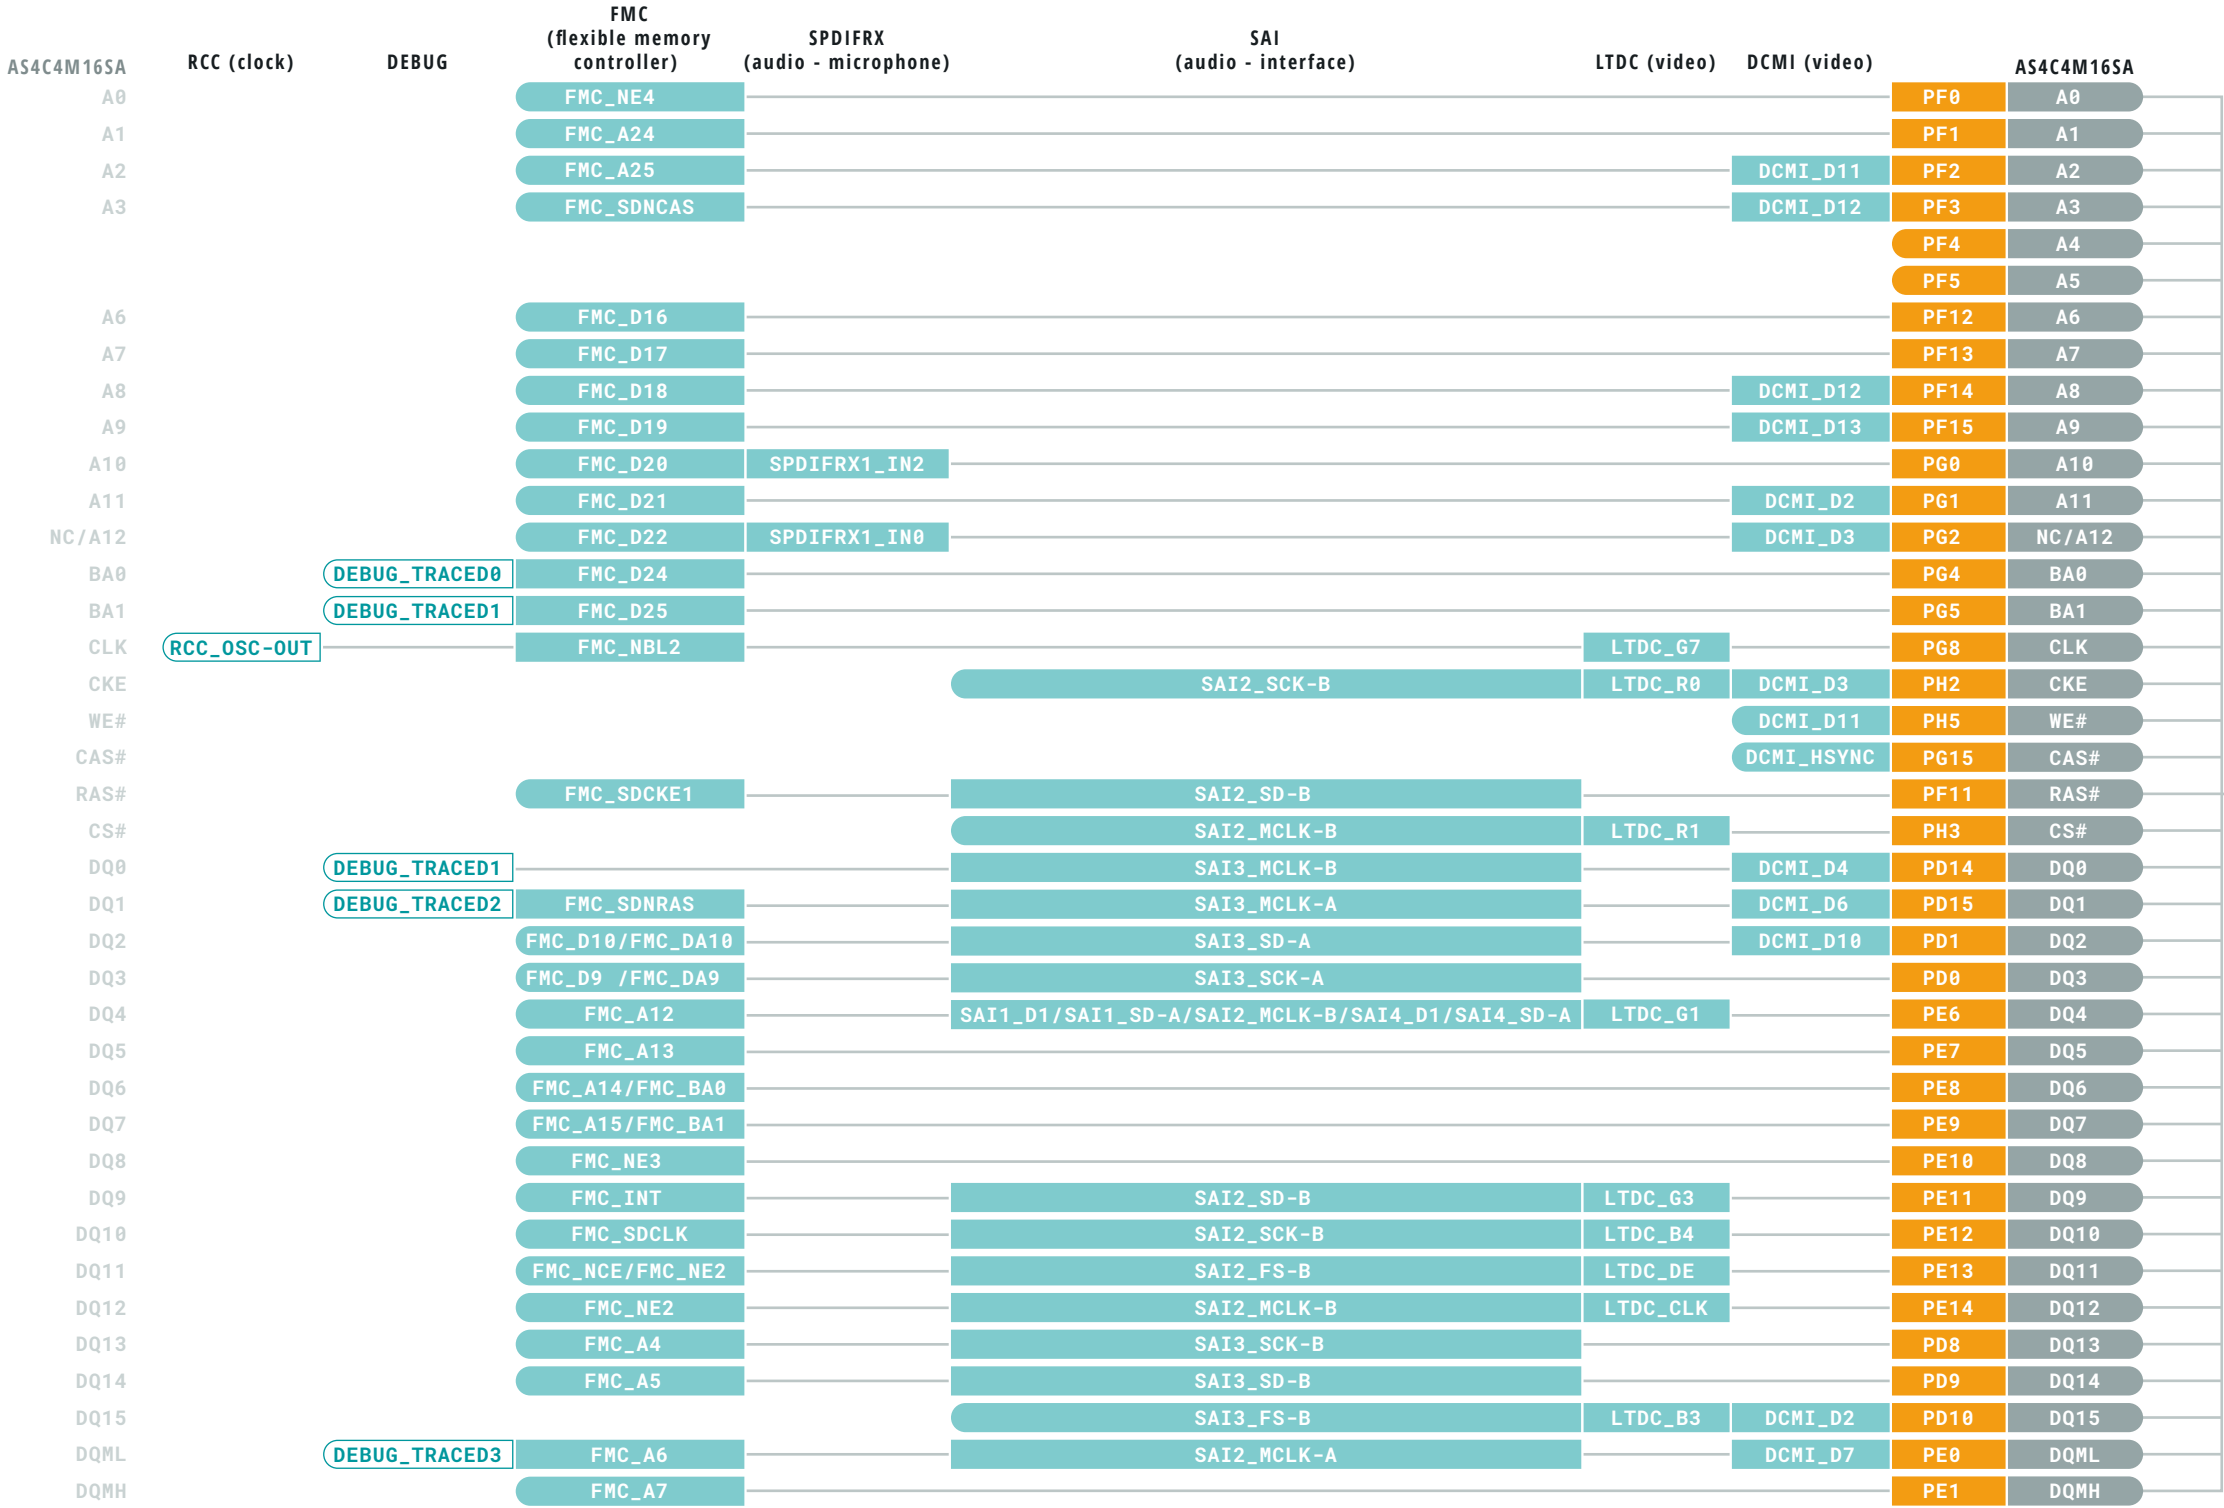 FMC
(flexible memory
controller)
SPDIFRX
(audio - microphone)
SAI
(audio - interface)
AS4C4M16SA RCC (clock) DEBUG LTDC (video) DCMI (video) AS4C4M16SA
A0 FMC_NE4 PF0 A0
A1 FMC_A24 PF1 A1
A2 FMC_A25 DCMI_D11 PF2 A2
A3 FMC_SDNCAS DCMI_D12 PF3 A3
PF4 A4
PF5 A5
A6 FMC_D16 PF12 A6
A7 FMC_D17 PF13 A7
A8 FMC_D18 DCMI_D12 PF14 A8
A9 FMC_D19 DCMI_D13 PF15 A9
A10 FMC_D20 SPDIFRX1_IN2 PG0 A10
A11 FMC_D21 DCMI_D2 PG1 A11
NC/A12 FMC_D22 SPDIFRX1_IN0 DCMI_D3 PG2 NC/A12
BA0 DEBUG_TRACED0 FMC_D24 PG4 BA0
BA1 DEBUG_TRACED1 FMC_D25 PG5 BA1
CLK RCC_OSC-OUT FMC_NBL2 LTDC_G7 PG8 CLK
CKE SAI2_SCK-B LTDC_R0 DCMI_D3 PH2 CKE
WE# DCMI_D11 PH5 WE#
CAS# DCMI_HSYNC PG15 CAS#
RAS# FMC_SDCKE1 SAI2_SD-B PF11 RAS#
CS# SAI2_MCLK-B LTDC_R1 PH3 CS#
DQ0 DEBUG_TRACED1 SAI3_MCLK-B DCMI_D4 PD14 DQ0
DQ1 DEBUG_TRACED2 FMC_SDNRAS SAI3_MCLK-A DCMI_D6 PD15 DQ1
DQ2 FMC_D10/FMC_DA10 SAI3_SD-A DCMI_D10 PD1 DQ2
DQ3 FMC_D9 /FMC_DA9 SAI3_SCK-A PD0 DQ3
DQ4 FMC_A12 SAI1_D1/SAI1_SD-A/SAI2_MCLK-B/SAI4_D1/SAI4_SD-A LTDC_G1 PE6 DQ4
DQ5 FMC_A13 PE7 DQ5
DQ6 FMC_A14/FMC_BA0 PE8 DQ6
DQ7 FMC_A15/FMC_BA1 PE9 DQ7
DQ8 FMC_NE3 PE10 DQ8
DQ9 FMC_INT SAI2_SD-B LTDC_G3 PE11 DQ9
DQ10 FMC_SDCLK SAI2_SCK-B LTDC_B4 PE12 DQ10
DQ11 FMC_NCE/FMC_NE2 SAI2_FS-B LTDC_DE PE13 DQ11
DQ12 FMC_NE2 SAI2_MCLK-B LTDC_CLK PE14 DQ12
DQ13 FMC_A4 SAI3_SCK-B PD8 DQ13
DQ14 FMC_A5 SAI3_SD-B PD9 DQ14
DQ15 SAI3_FS-B LTDC_B3 DCMI_D2 PD10 DQ15
DQML DEBUG_TRACED3 FMC_A6 SAI2_MCLK-A DCMI_D7 PE0 DQML
DQMH FMC_A7 PE1 DQMH